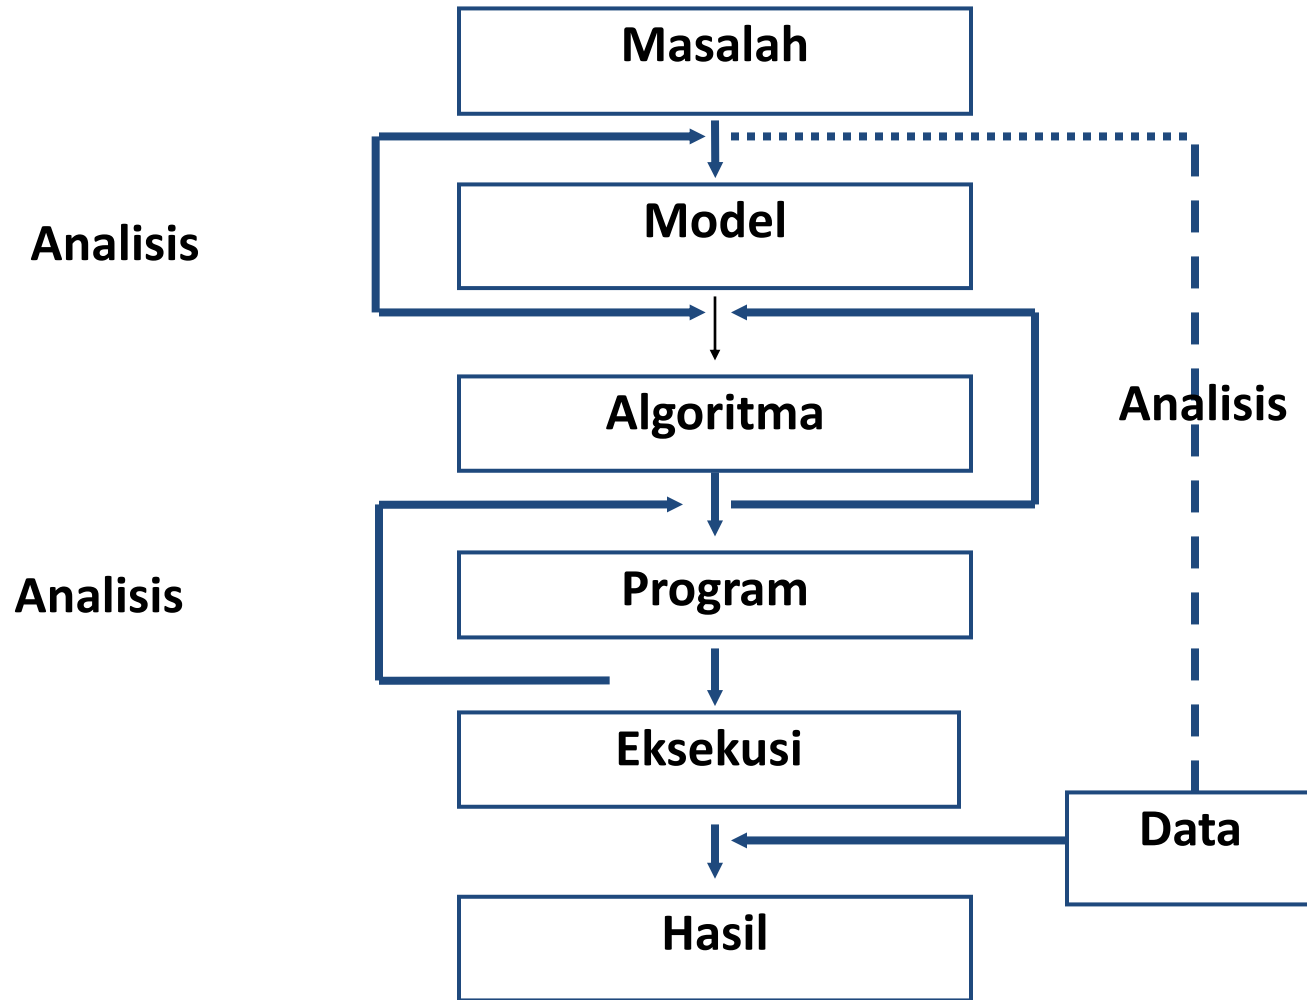 Masalah
Model
Analisis
Algoritma
Analisis
Program
Analisis
Eksekusi
Data
Hasil